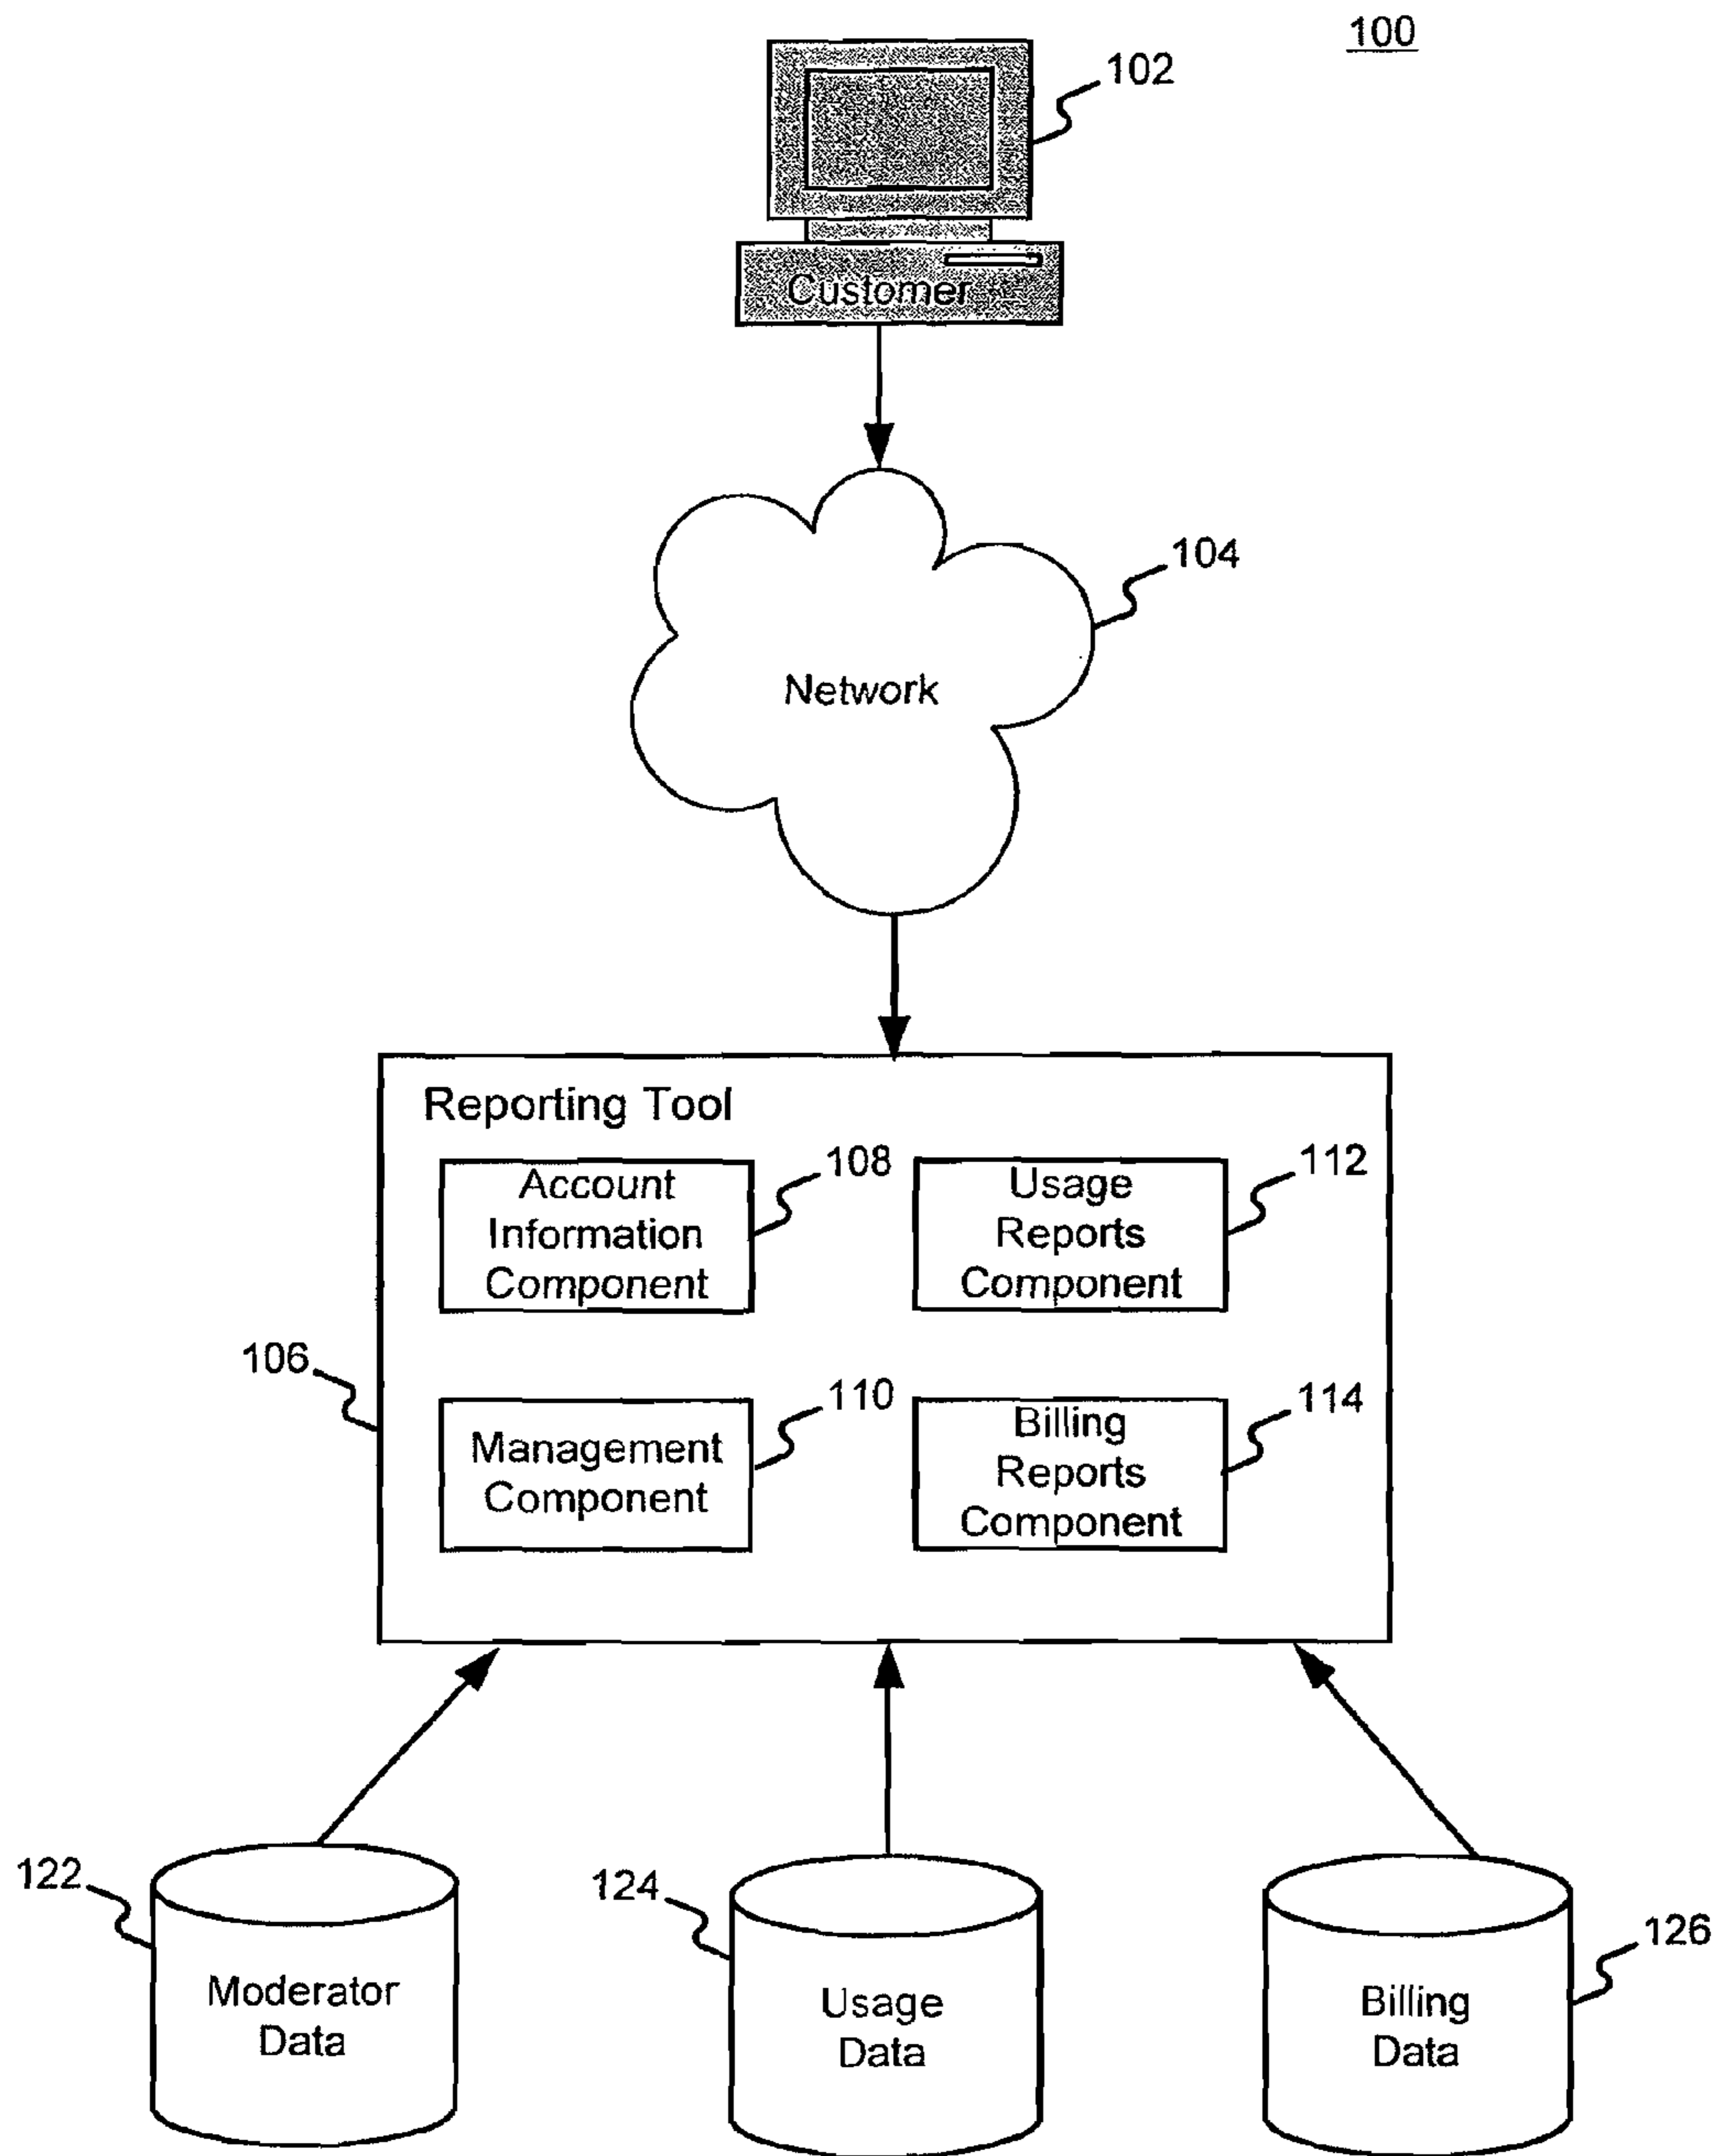 100
102
Customer
104
Network
Reporting Tool
Account
Information
Component
108
Usage
Reports
Component
112
106
Management
Component
110
Billing
Reports
Component
114
122
Moderator
Data
124
Usage
Data
126
Billing
Data